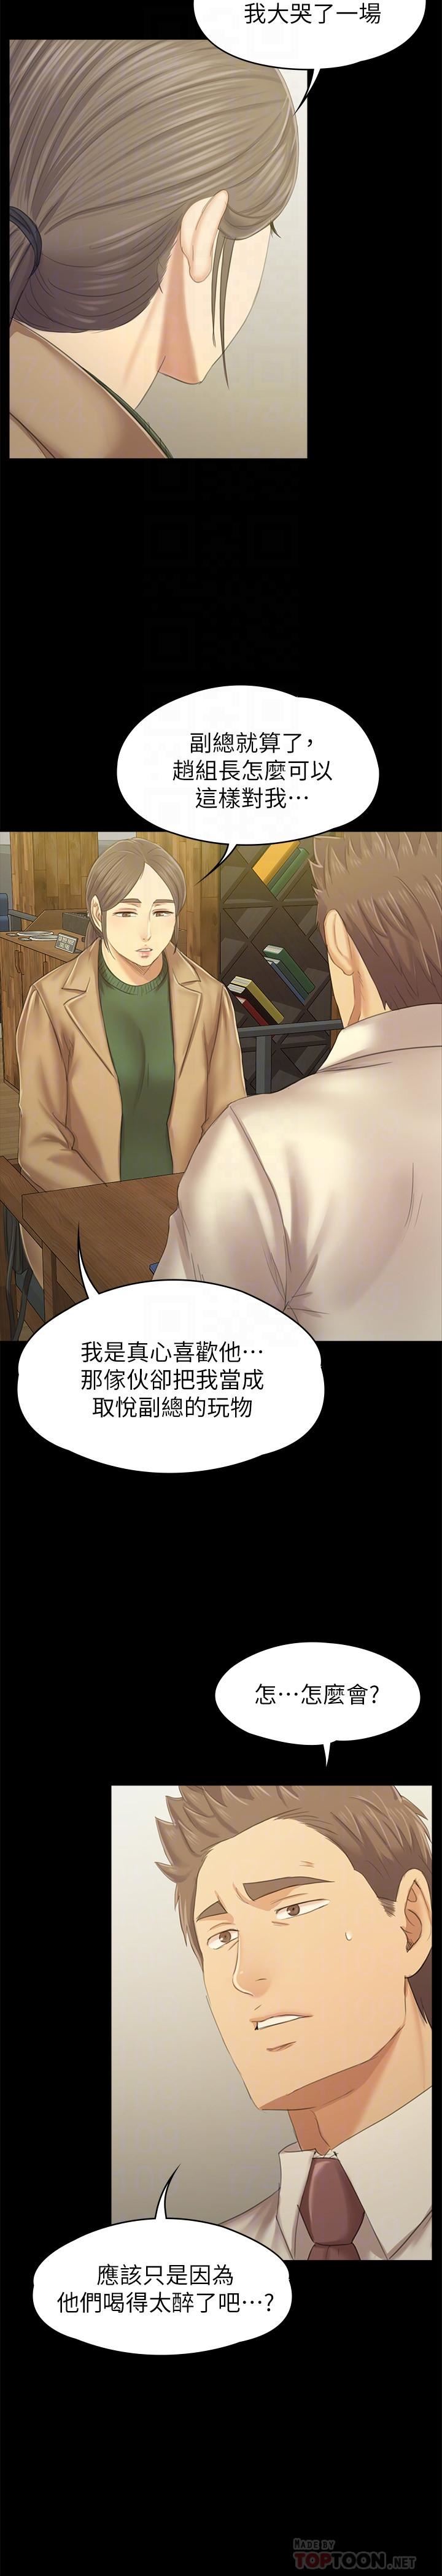 我大哭了一場
副總就算了，
趙組長怎麼可以
這樣對我…
我是真心喜歡他…
那傢伙卻把我當成
取悅副總的玩物
怎…怎麼會?
應該只是因為
他們喝得太醉了吧…?
MADE BY
TOPTOON.NET